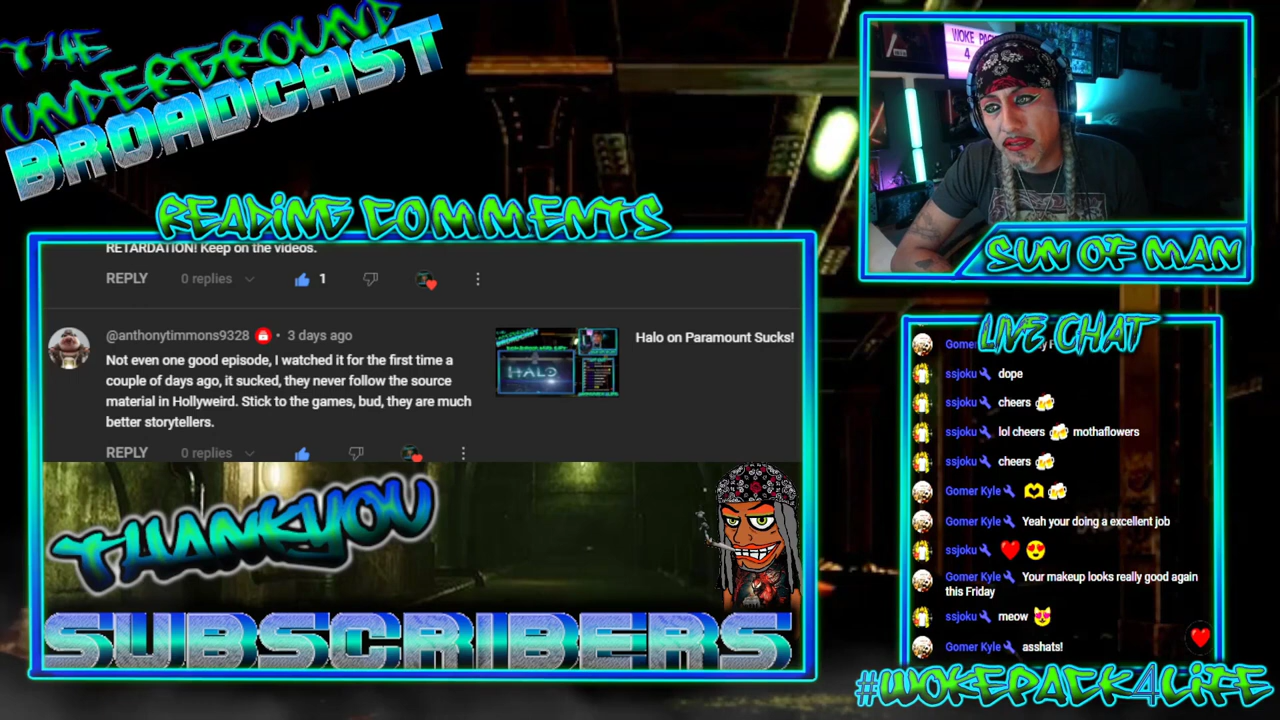 THE
UNDERGROUND
BROADCAST
READING COMMENTS
RETARDATION! Keep on the videos.
REPLY 0 replies 1
@anthonytimmons9328 • 3 days ago
Not even one good episode, I watched it for the first time a
couple of days ago, it sucked, they never follow the source
material in Hollyweird. Stick to the games, bud, they are much
better storytellers.
HALO
Halo on Paramount Sucks!
REPLY 0 replies
THANKYOU
SUBSCRIBERS
WOKE PA
4
SUN OF MAN
LIVE CHAT
Gomer
ssjoku dope
ssjoku cheers 🍻
ssjoku lol cheers 🍻 mothaflowers
ssjoku cheers 🍻
Gomer Kyle 🫶 🍻
Gomer Kyle Yeah your doing a excellent job
ssjoku ❤️ 😍
Gomer Kyle Your makeup looks really good again
this Friday
ssjoku meow 😻
Gomer Kyle asshats!
#WOKEPACK4LIFE